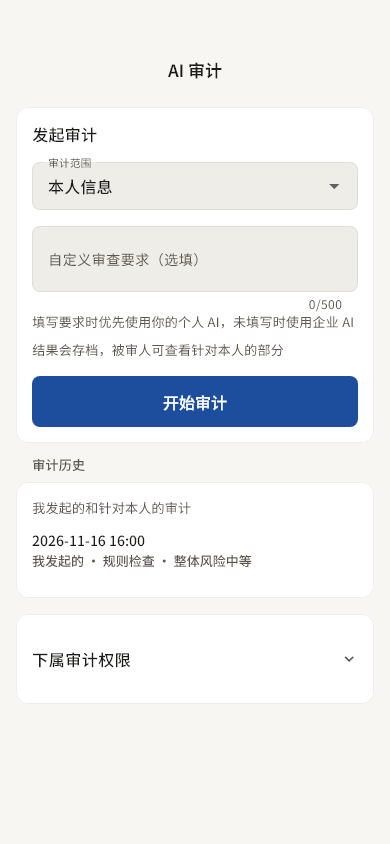 AI 审计
发起审计
审计范围
本人信息
自定义审查要求（选填）
0/500
填写要求时优先使用你的个人 AI，未填写时使用企业 AI
结果会存档，被审人可查看针对本人的部分
开始审计
审计历史
我发起的和针对本人的审计
2026-11-16 16:00
我发起的 • 规则检查 • 整体风险中等
下属审计权限